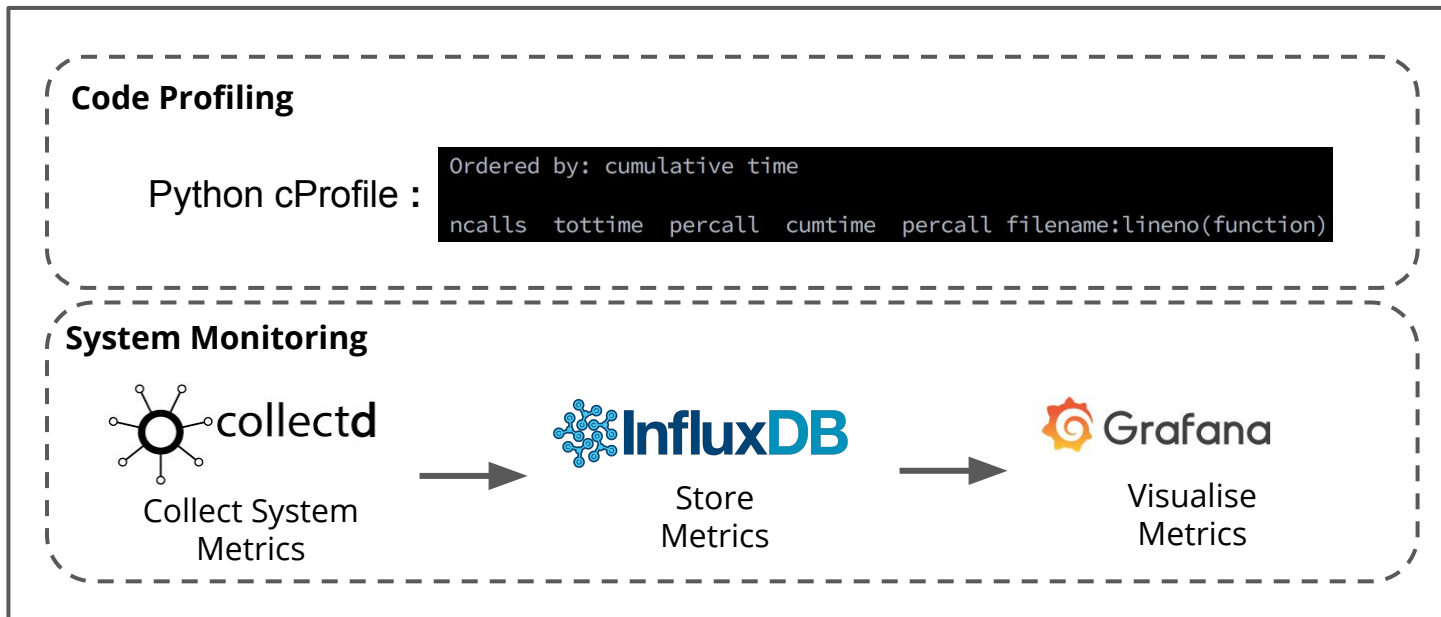 Code Profiling
Python cProfile :
Ordered by: cumulative time
ncalls tottime percall cumtime percall filename:lineno(function)
System Monitoring
collectd
InfluxDB
Grafana
Collect System
Metrics
Store
Metrics
Visualise
Metrics